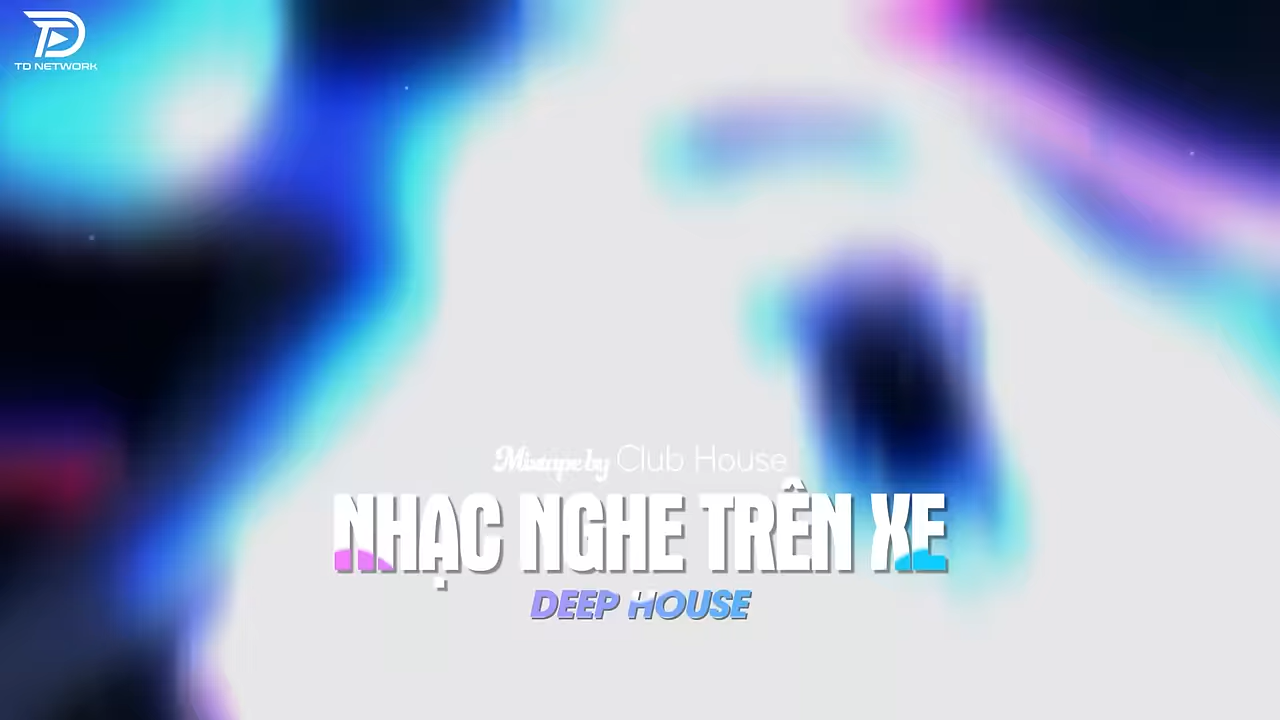 TD NETWORK
Mixtape by Club House
NHẠC NGHE TRÊN XE
DEEP HOUSE